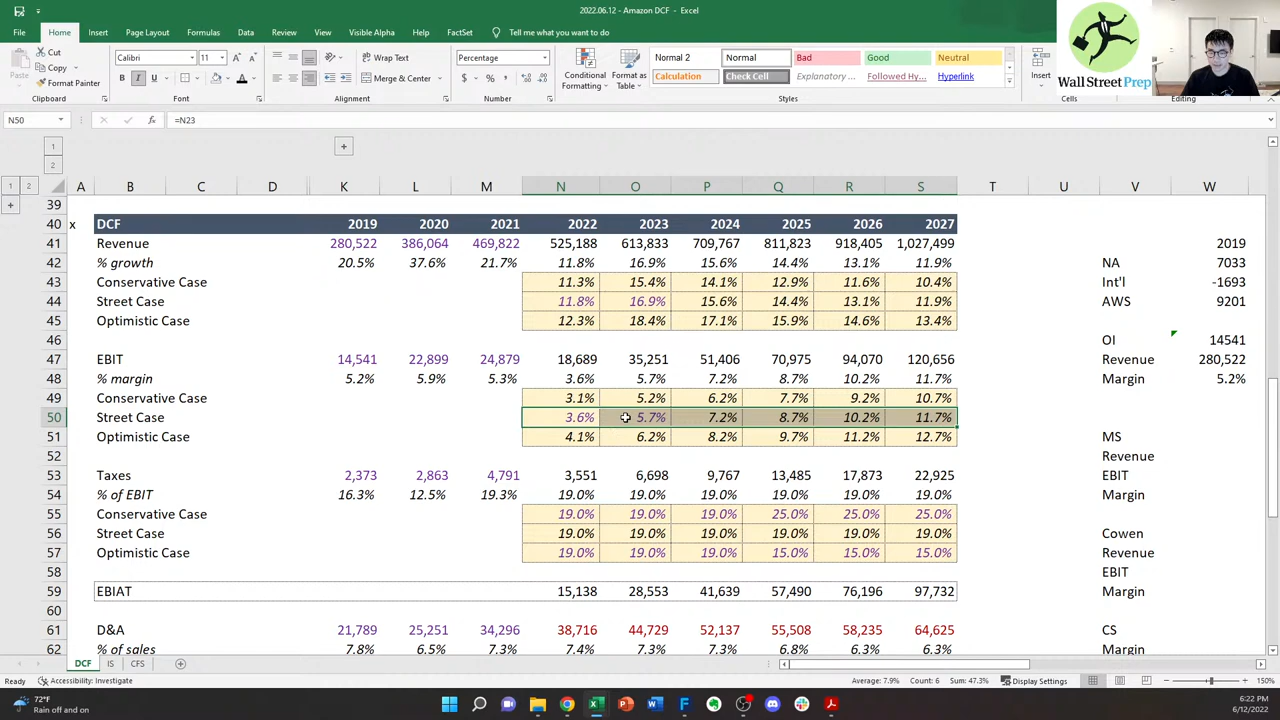 2022.06.12 - Amazon DCF - Excel
File Home Insert Page Layout Formulas Data Review View Visible Alpha Help FactSet Tell me what you want to do
Paste
Cut
Copy
Format Painter
Clipboard
Calibri 11
B I U
Font
Wrap Text
Merge & Center
Alignment
Percentage
$ % ,
Number
Conditional
Formatting
Format as
Table
Normal 2 Normal Bad Good Neutral
Calculation Check Cell Explanatory ... Followed Hy... Hyperlink
Styles
Insert
Cells
Editing
Wall Street Prep
N50 fx =N23
1
2
+
1 2
+
A B C D K L M N O P Q R S T U V W
39
40 x DCF 2019 2020 2021 2022 2023 2024 2025 2026 2027
41 Revenue 280,522 386,064 469,822 525,188 613,833 709,767 811,823 918,405 1,027,499 2019
42 % growth 20.5% 37.6% 21.7% 11.8% 16.9% 15.6% 14.4% 13.1% 11.9% NA 7033
43 Conservative Case 11.3% 15.4% 14.1% 12.9% 11.6% 10.4% Int'l -1693
44 Street Case 11.8% 16.9% 15.6% 14.4% 13.1% 11.9% AWS 9201
45 Optimistic Case 12.3% 18.4% 17.1% 15.9% 14.6% 13.4%
46 OI 14541
47 EBIT 14,541 22,899 24,879 18,689 35,251 51,406 70,975 94,070 120,656 Revenue 280,522
48 % margin 5.2% 5.9% 5.3% 3.6% 5.7% 7.2% 8.7% 10.2% 11.7% Margin 5.2%
49 Conservative Case 3.1% 5.2% 6.2% 7.7% 9.2% 10.7%
50 Street Case 3.6% 5.7% 7.2% 8.7% 10.2% 11.7%
51 Optimistic Case 4.1% 6.2% 8.2% 9.7% 11.2% 12.7% MS
52 Revenue
53 Taxes 2,373 2,863 4,791 3,551 6,698 9,767 13,485 17,873 22,925 EBIT
54 % of EBIT 16.3% 12.5% 19.3% 19.0% 19.0% 19.0% 19.0% 19.0% 19.0% Margin
55 Conservative Case 19.0% 19.0% 19.0% 25.0% 25.0% 25.0%
56 Street Case 19.0% 19.0% 19.0% 19.0% 19.0% 19.0% Cowen
57 Optimistic Case 19.0% 19.0% 19.0% 15.0% 15.0% 15.0% Revenue
58 EBIT
59 EBIAT 15,138 28,553 41,639 57,490 76,196 97,732 Margin
60
61 D&A 21,789 25,251 34,296 38,716 44,729 52,137 55,508 58,235 64,625 CS
62 % of sales 7.8% 6.5% 7.3% 7.4% 7.3% 7.3% 6.8% 6.3% 6.3% Margin
DCF IS CFS
Ready Accessibility: Investigate Average: 7.9% Count: 6 Sum: 47.3% Display Settings 150%
72°F
Rain off and on
6:22 PM
6/12/2022